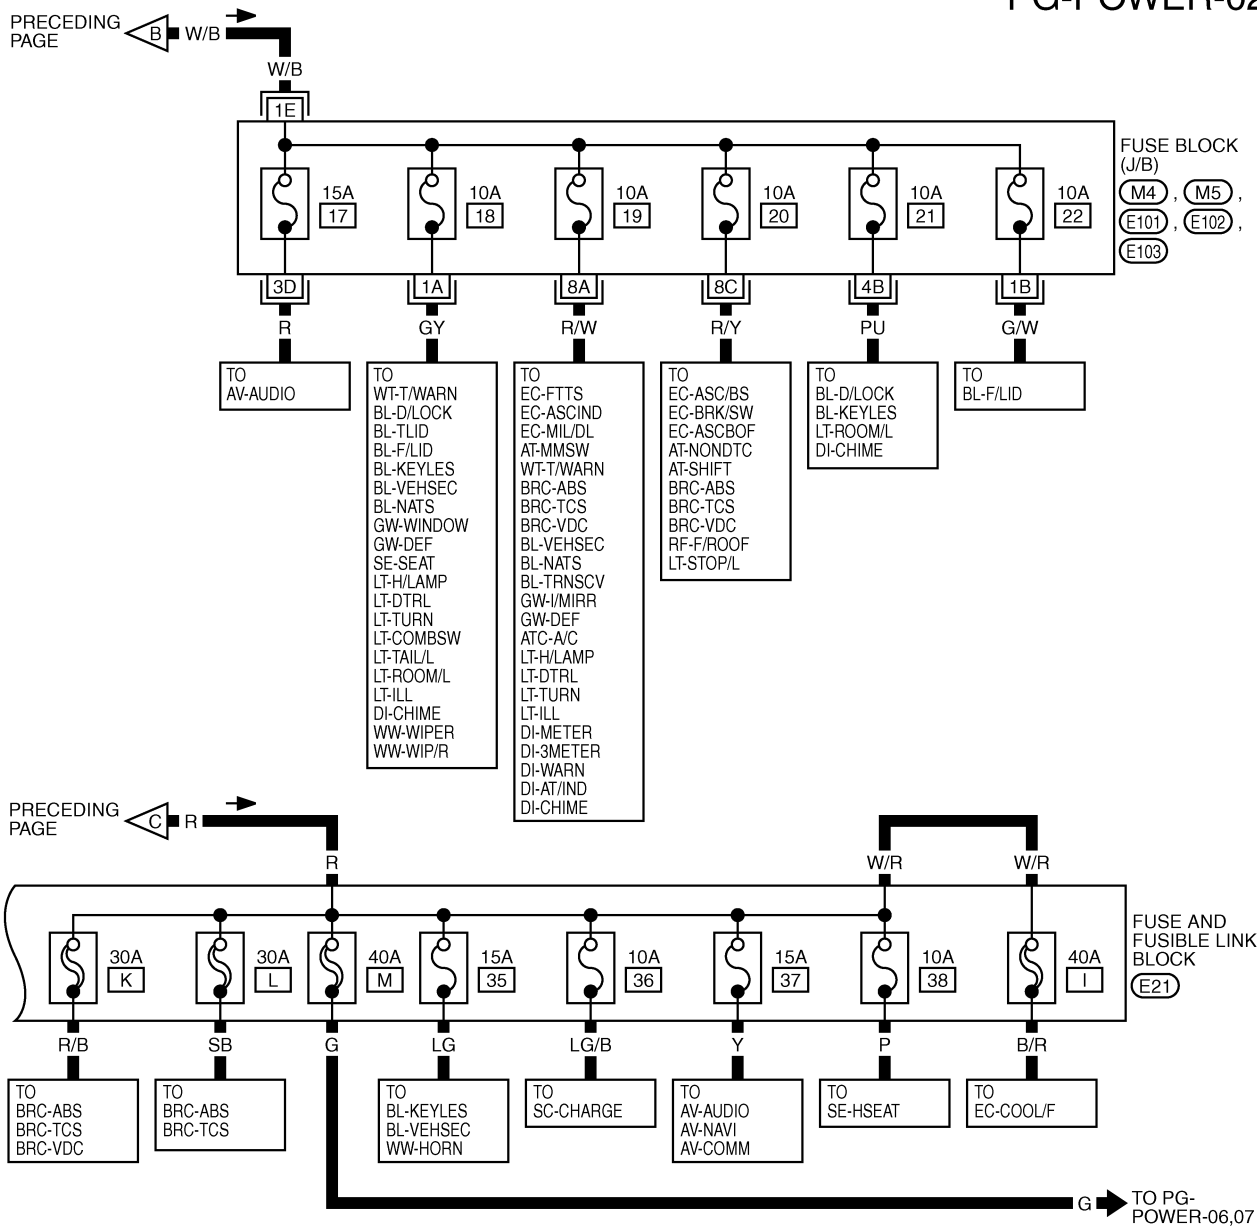 PG-POWER-02
PRECEDING
PAGE
B
W/B
W/B
1E
FUSE BLOCK
(J/B)
M4 , M5 ,
E101 , E102 ,
E103
15A
17
10A
18
10A
19
10A
20
10A
21
10A
22
3D
1A
8A
8C
4B
1B
R
GY
R/W
R/Y
PU
G/W
TO
AV-AUDIO
TO
WT-T/WARN
BL-D/LOCK
BL-TLID
BL-F/LID
BL-KEYLES
BL-VEHSEC
BL-NATS
GW-WINDOW
GW-DEF
SE-SEAT
LT-H/LAMP
LT-DTRL
LT-TURN
LT-COMBSW
LT-TAIL/L
LT-ROOM/L
LT-ILL
DI-CHIME
WW-WIPER
WW-WIP/R
TO
EC-FTTS
EC-ASCIND
EC-MIL/DL
AT-MMSW
WT-T/WARN
BRC-ABS
BRC-TCS
BRC-VDC
BL-VEHSEC
BL-NATS
BL-TRNSCV
GW-I/MIRR
GW-DEF
ATC-A/C
LT-H/LAMP
LT-DTRL
LT-TURN
LT-ILL
DI-METER
DI-3METER
DI-WARN
DI-AT/IND
DI-CHIME
TO
EC-ASC/BS
EC-BRK/SW
EC-ASCBOF
AT-NONDTC
AT-SHIFT
BRC-ABS
BRC-TCS
BRC-VDC
RF-F/ROOF
LT-STOP/L
TO
BL-D/LOCK
BL-KEYLES
LT-ROOM/L
DI-CHIME
TO
BL-F/LID
PRECEDING
PAGE
C
R
R
W/R
W/R
FUSE AND
FUSIBLE LINK
BLOCK
E21
30A
K
30A
L
40A
M
15A
35
10A
36
15A
37
10A
38
40A
I
R/B
SB
G
LG
LG/B
Y
P
B/R
TO
BRC-ABS
BRC-TCS
BRC-VDC
TO
BRC-ABS
BRC-TCS
TO
BL-KEYLES
BL-VEHSEC
WW-HORN
TO
SC-CHARGE
TO
AV-AUDIO
AV-NAVI
AV-COMM
TO
SE-HSEAT
TO
EC-COOL/F
G
TO PG-
POWER-06,07